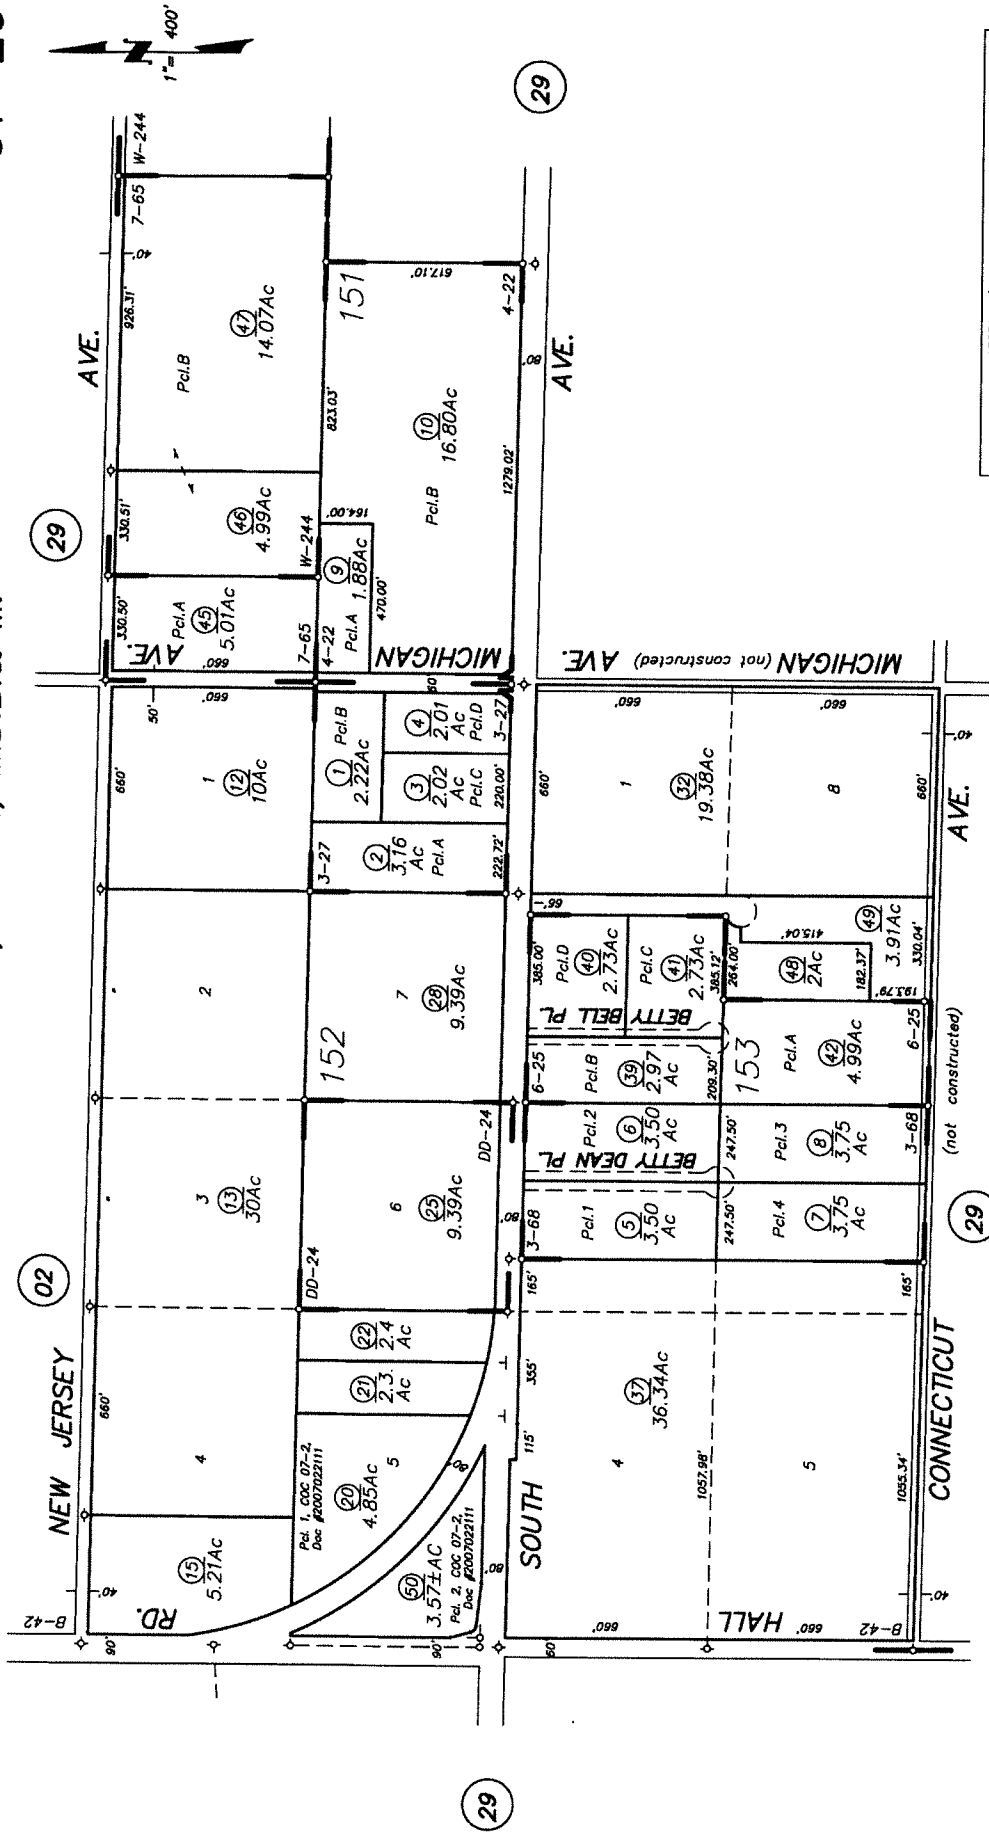 1"= 400'
N
NEW JERSEY
AVE.
02
29
29
29
29
B-42
RD.
90'
40'
15
5.21Ac
660'
4
3
13
30Ac
2
1
12
10Ac
660'
50'
660'
330.50'
Pcl.A
45
5.01Ac
MICHIGAN
AVE.
660'
330.51'
46
4.99Ac
Pcl.B
926.31'
47
14.07Ac
40'
7-65
W-244
7-65
W-244
4-22
Pcl.A
9
1.88Ac
164.00'
470.00'
823.03'
151
Pcl.B
10
16.80Ac
617.10'
1279.02'
4-22
60'
80'
AVE.
Pcl. 1, COC 07-2,
Doc #2007022111
20
4.85Ac
5
80'
50
3.57±AC
Pcl. 2, COC 07-2,
Doc #2007022111
90'
80'
21
2.3
Ac
22
2.4
Ac
DD-24
6
25
9.39Ac
DD-24
152
7
28
9.39Ac
3-27
2
3.16
Ac
Pcl.A
222.72'
1
Pcl.B
2.22Ac
3
2.02
Ac
Pcl.C
220.00'
4
2.01
Ac
Pcl.D
3-27
SOUTH
60'
HALL
660'
660'
B-42
40'
115'
355'
165'
4
37
36.34Ac
5
1057.98'
1055.34'
165'
80'
3-68
Pcl.1
5
3.50
Ac
BETTY DEAN PL.
Pcl.2
6
3.50
Ac
247.50'
247.50'
Pcl.4
7
3.75
Ac
Pcl.3
8
3.75
Ac
3-68
6-25
Pcl.B
39
2.97
Ac
209.30'
BETTY BELL PL.
385.00'
Pcl.D
40
2.73Ac
Pcl.C
41
2.73Ac
385.12'
264.00'
66'
153
Pcl.A
42
4.99Ac
6-25
415.04'
48
2Ac
182.37'
193.79'
49
3.91Ac
330.04'
660'
1
32
19.38Ac
8
660'
660'
660'
40'
MICHIGAN (not constructed) AVE.
CONNECTICUT
(not constructed)
AVE.